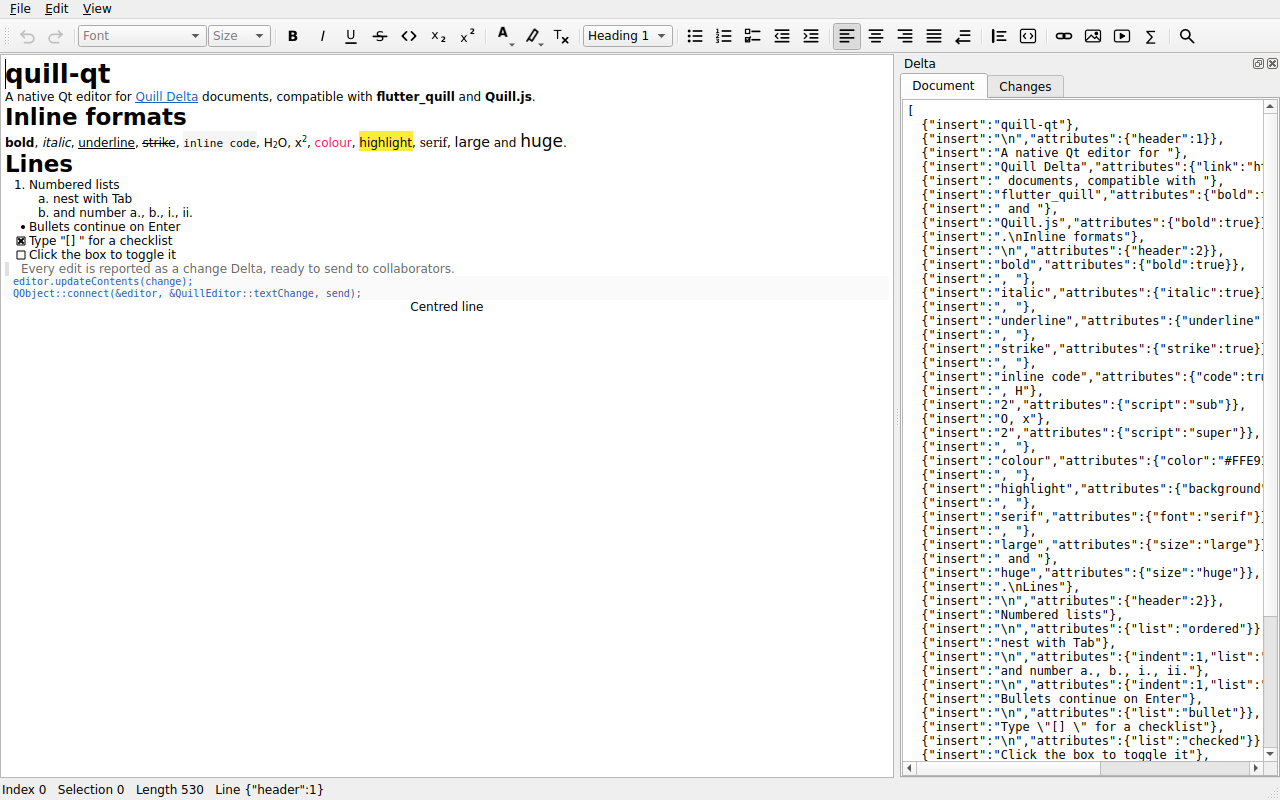 File Edit View
Font Size Heading 1
Delta
Document Changes
quill-qt
A native Qt editor for Quill Delta documents, compatible with flutter_quill and Quill.js.
Inline formats
bold, italic, underline, strike, inline code, H₂O, x², colour, highlight, serif, large and huge.
Lines
1. Numbered lists
a. nest with Tab
b. and number a., b., i., ii.
• Bullets continue on Enter
Type "[] " for a checklist
Click the box to toggle it
Every edit is reported as a change Delta, ready to send to collaborators.
editor.updateContents(change);
QObject::connect(&editor, &QuillEditor::textChange, send);
Centred line
[
{"insert":"quill-qt"},
{"insert":"\n","attributes":{"header":1}},
{"insert":"A native Qt editor for "},
{"insert":"Quill Delta","attributes":{"link":"ht
{"insert":" documents, compatible with "},
{"insert":"flutter_quill","attributes":{"bold":
{"insert":" and "},
{"insert":"Quill.js","attributes":{"bold":true}
{"insert":".\nInline formats"},
{"insert":"\n","attributes":{"header":2}},
{"insert":"bold","attributes":{"bold":true}},
{"insert":", "},
{"insert":"italic","attributes":{"italic":true}
{"insert":", "},
{"insert":"underline","attributes":{"underline"
{"insert":", "},
{"insert":"strike","attributes":{"strike":true}
{"insert":", "},
{"insert":"inline code","attributes":{"code":tru
{"insert":", H"},
{"insert":"2","attributes":{"script":"sub"}},
{"insert":"O, x"},
{"insert":"2","attributes":{"script":"super"}},
{"insert":", "},
{"insert":"colour","attributes":{"color":"#FFE91
{"insert":", "},
{"insert":"highlight","attributes":{"background"
{"insert":", "},
{"insert":"serif","attributes":{"font":"serif"}
{"insert":", "},
{"insert":"large","attributes":{"size":"large"}
{"insert":" and "},
{"insert":"huge","attributes":{"size":"huge"}},
{"insert":".\nLines"},
{"insert":"\n","attributes":{"header":2}},
{"insert":"Numbered lists"},
{"insert":"\n","attributes":{"list":"ordered"}}
{"insert":"nest with Tab"},
{"insert":"\n","attributes":{"indent":1,"list":
{"insert":"and number a., b., i., ii."},
{"insert":"\n","attributes":{"indent":1,"list":
{"insert":"Bullets continue on Enter"},
{"insert":"\n","attributes":{"list":"bullet"}},
{"insert":"Type \"[] \" for a checklist"},
{"insert":"\n","attributes":{"list":"checked"}}
{"insert":"Click the box to toggle it"},
Index 0 Selection 0 Length 530 Line {"header":1}